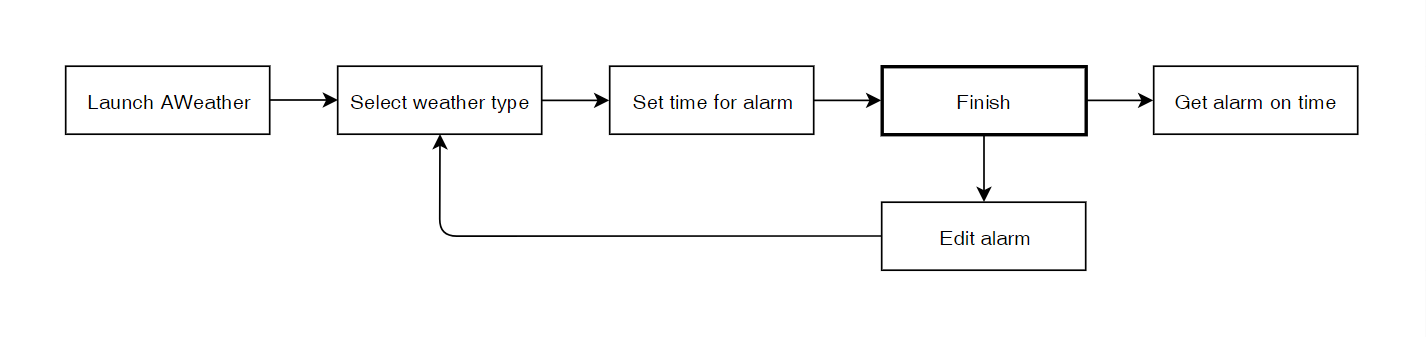 Launch AWeather
Select weather type
Set time for alarm
Finish
Get alarm on time
Edit alarm